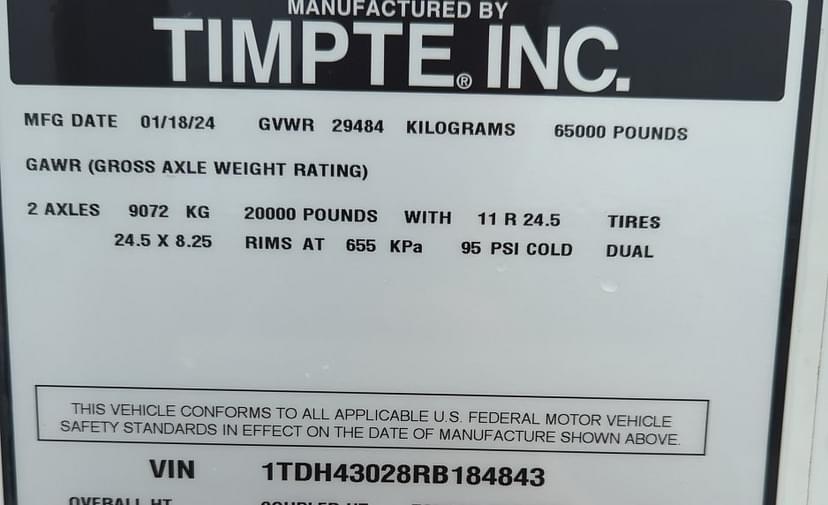 MANUFACTURED BY
TIMPTE® INC.
MFG DATE 01/18/24 GVWR 29484 KILOGRAMS 65000 POUNDS
GAWR (GROSS AXLE WEIGHT RATING)
2 AXLES 9072 KG 20000 POUNDS WITH 11 R 24.5 TIRES
24.5 X 8.25 RIMS AT 655 KPa 95 PSI COLD DUAL
THIS VEHICLE CONFORMS TO ALL APPLICABLE U.S. FEDERAL MOTOR VEHICLE
SAFETY STANDARDS IN EFFECT ON THE DATE OF MANUFACTURE SHOWN ABOVE.
VIN 1TDH43028RB184843
OVERALL HT